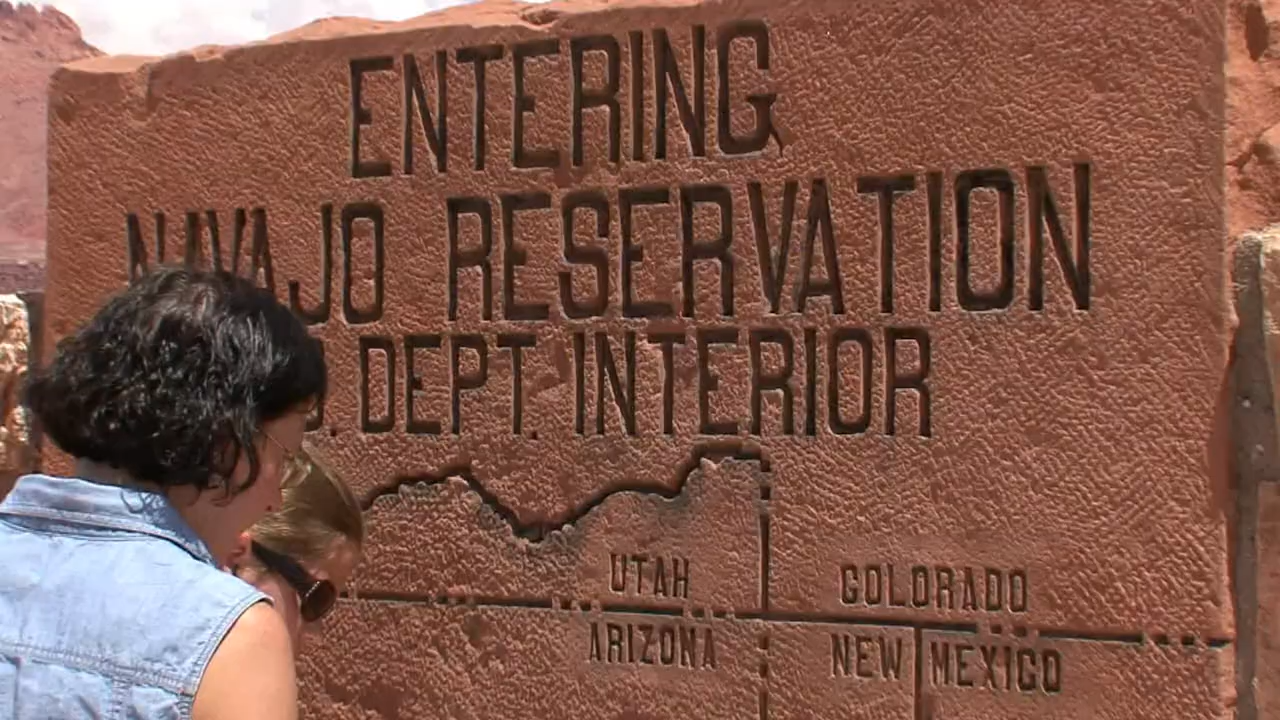 ENTERING
NAVAJO RESERVATION
DEPT. INTERIOR
UTAH COLORADO
ARIZONA NEW MEXICO